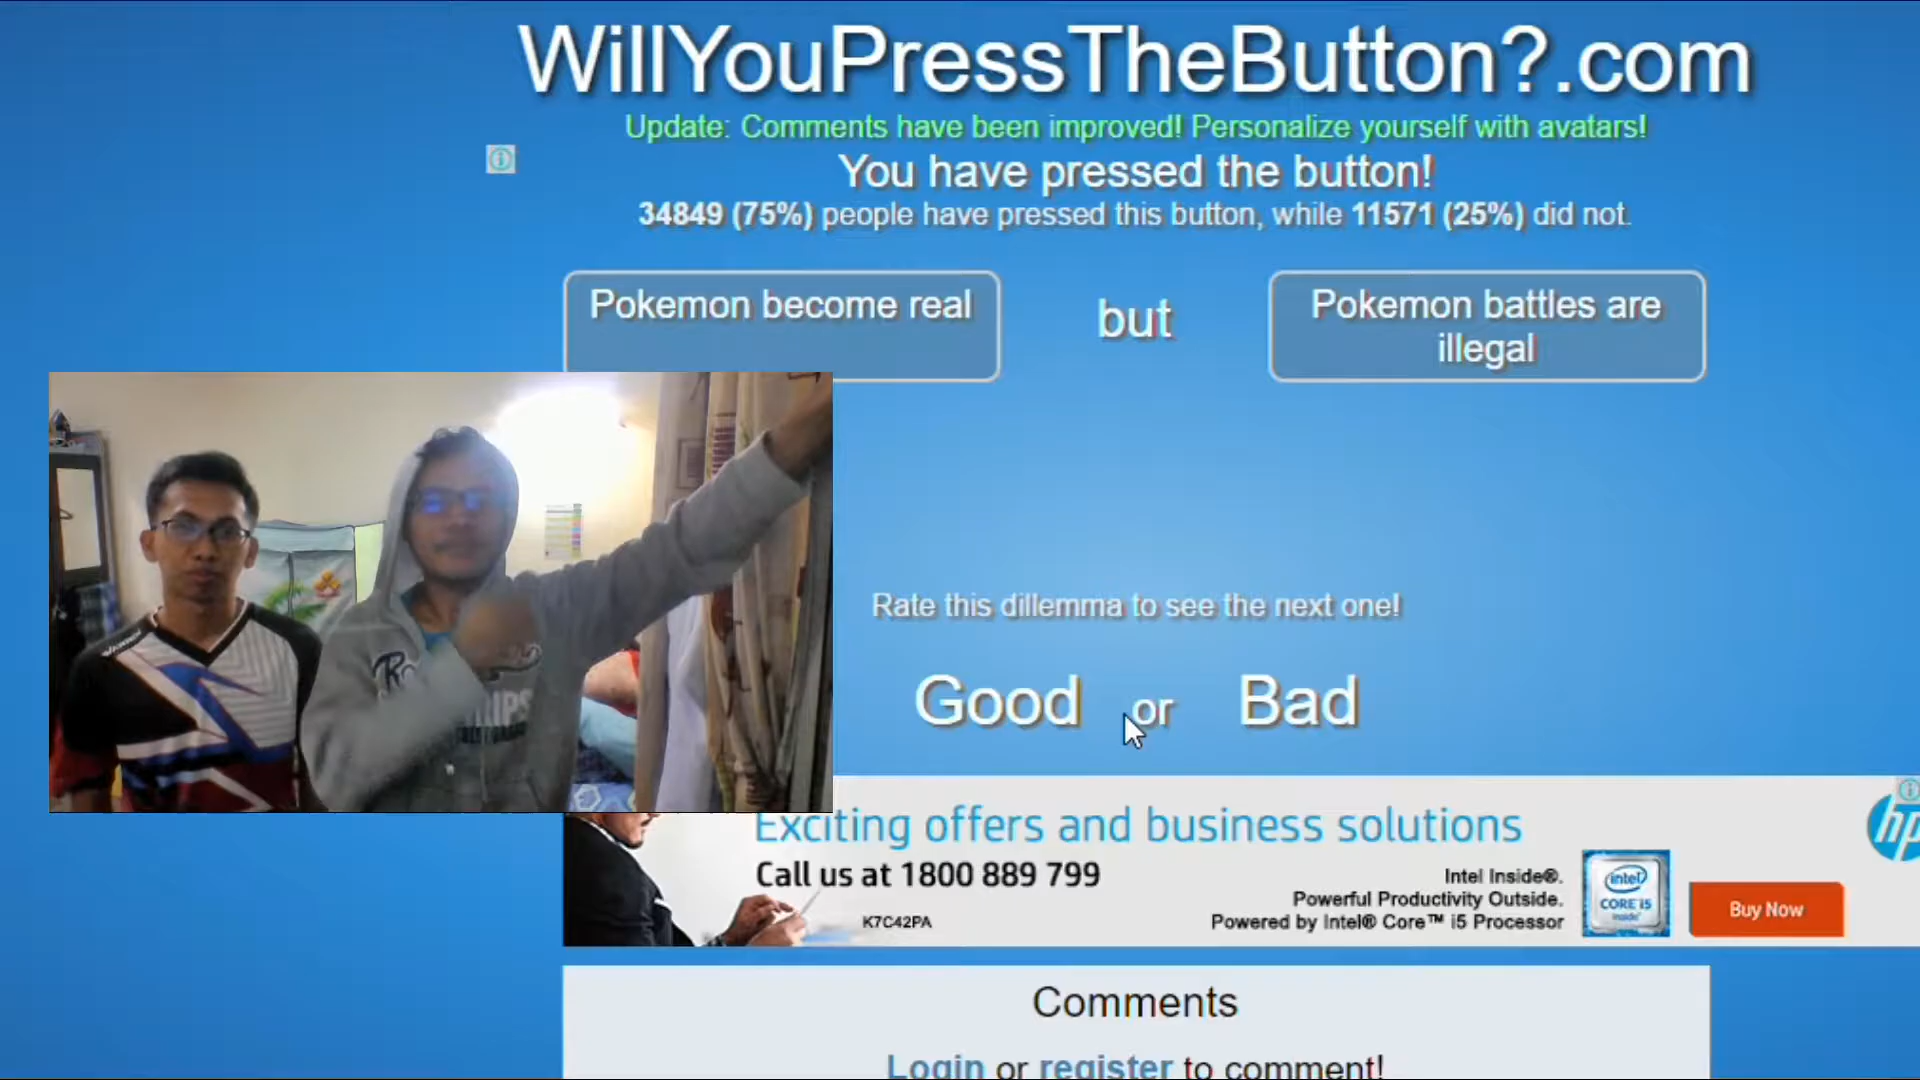 WillYouPressTheButton?.com
Update: Comments have been improved! Personalize yourself with avatars!
You have pressed the button!
34849 (75%) people have pressed this button, while 11571 (25%) did not.
Pokemon become real
but
Pokemon battles are
illegal
Rate this dillemma to see the next one!
Good or Bad
Exciting offers and business solutions
Call us at 1800 889 799
K7C42PA
Intel Inside®.
Powerful Productivity Outside.
Powered by Intel® Core™ i5 Processor
intel
CORE i5
inside
Buy Now
hp
Comments
Login or register to comment!